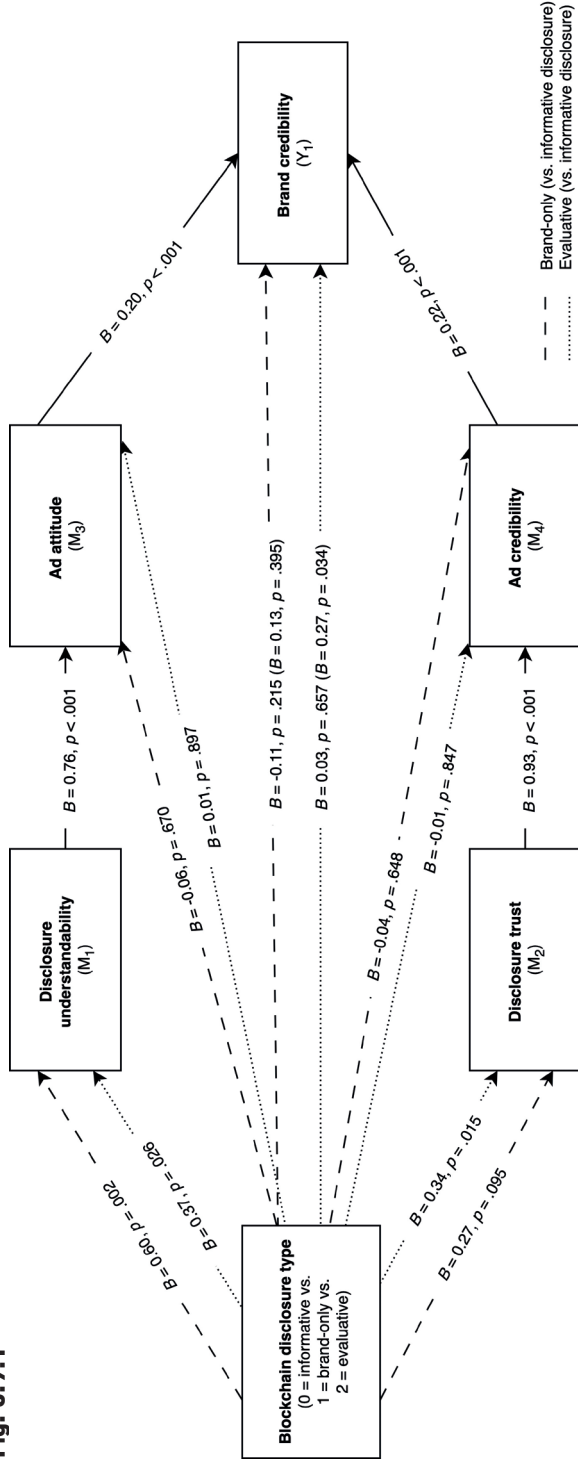 Brand credibility
(Y1)
B = 0.20, p < .001
B = 0.22, p < .001
Brand-only (vs. informative disclosure)
Evaluative (vs. informative disclosure)
Ad attitude
(M3)
B = -0.11, p = .215 (B = 0.13, p = .395)
B = 0.03, p = .657 (B = 0.27, p = .034)
Ad credibility
(M4)
B = 0.76, p < .001
B = 0.01, p = .897
B = -0.06, p = .670
B = -0.04, p = .648
B = -0.01, p = .847
B = 0.93, p < .001
Disclosure
understandability
(M1)
Disclosure trust
(M2)
B = 0.60, p = .002
B = 0.37, p = .026
B = 0.34, p = .015
B = 0.27, p = .095
Blockchain disclosure type
(0 = informative vs.
1 = brand-only vs.
2 = evaluative)